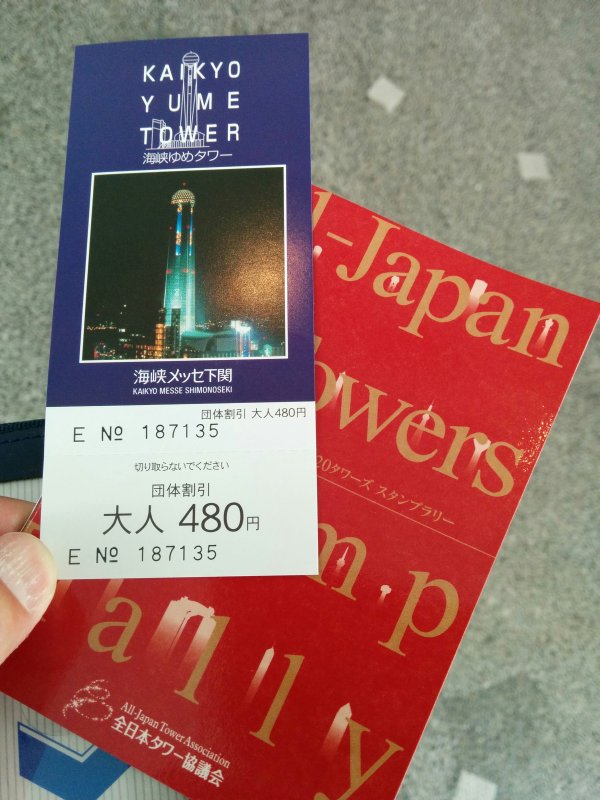 KAIKYO
YUME
TOWER
海峡ゆめタワー
海峡メッセ下関
KAIKYO MESSE SHIMONOSEKI
団体割引 大人480円
E No 187135
切り取らないでください
団体割引
大人 480円
E No 187135
ll-Japan
owers
20タワーズ スタンプラリー
mp
ally
All-Japan Tower Association
全日本タワー協議会